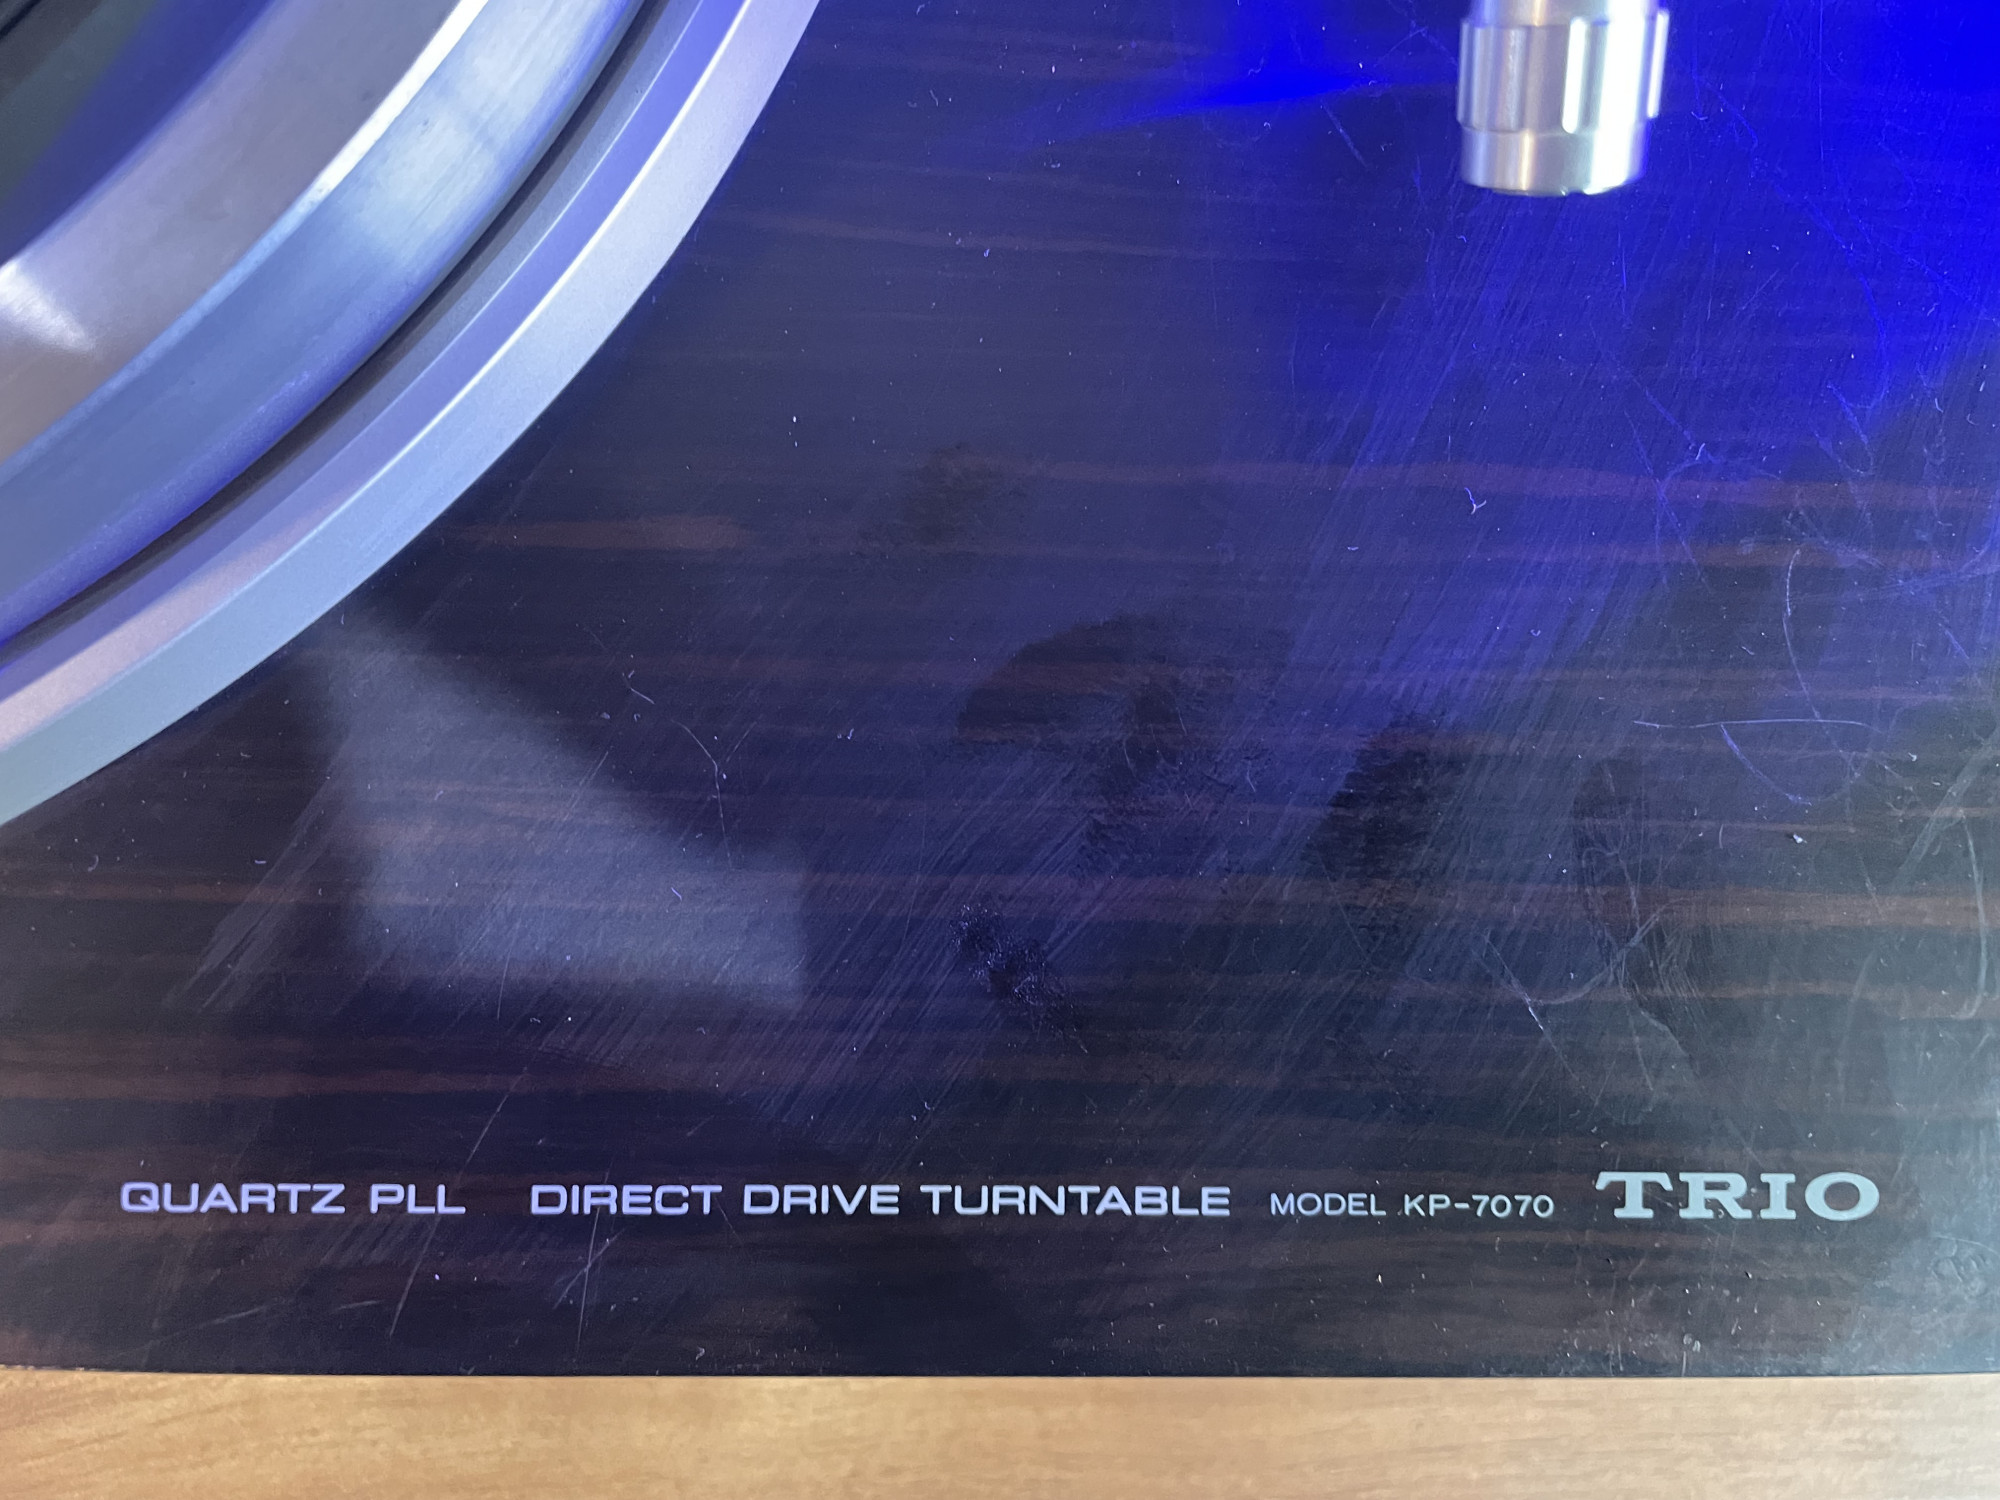 QUARTZ PLL DIRECT DRIVE TURNTABLE MODEL KP-7070 TRIO